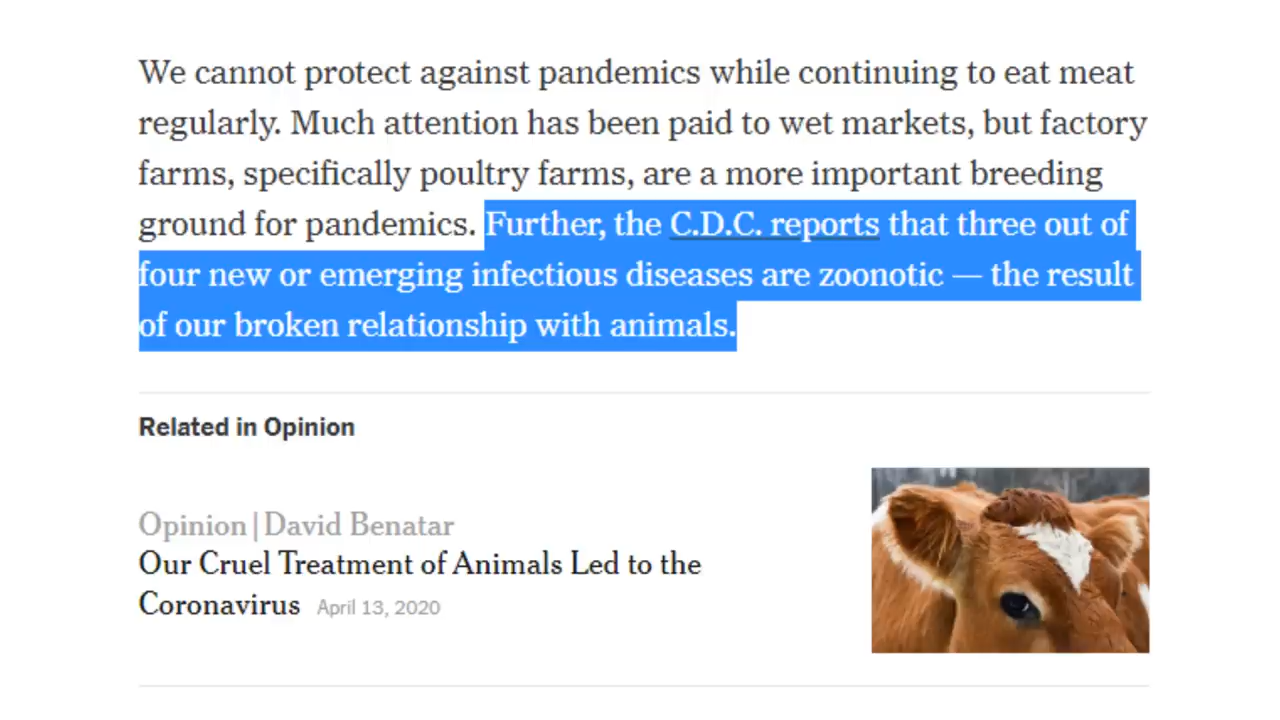 We cannot protect against pandemics while continuing to eat meat
regularly. Much attention has been paid to wet markets, but factory
farms, specifically poultry farms, are a more important breeding
ground for pandemics. Further, the C.D.C. reports that three out of
four new or emerging infectious diseases are zoonotic — the result
of our broken relationship with animals.
Related in Opinion
Opinion | David Benatar
Our Cruel Treatment of Animals Led to the
Coronavirus April 13, 2020